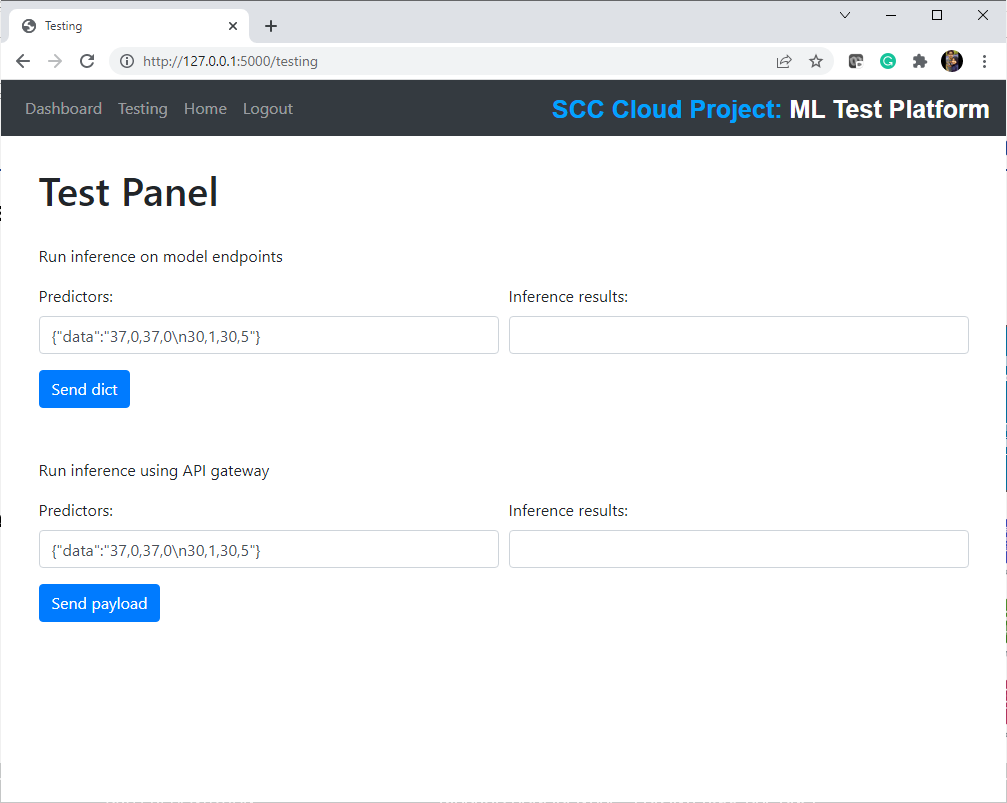 Testing
http://127.0.0.1:5000/testing
Dashboard Testing Home Logout
SCC Cloud Project: ML Test Platform
Test Panel
Run inference on model endpoints
Predictors: Inference results:
{"data":"37,0,37,0\n30,1,30,5"}
Send dict
Run inference using API gateway
Predictors: Inference results:
{"data":"37,0,37,0\n30,1,30,5"}
Send payload